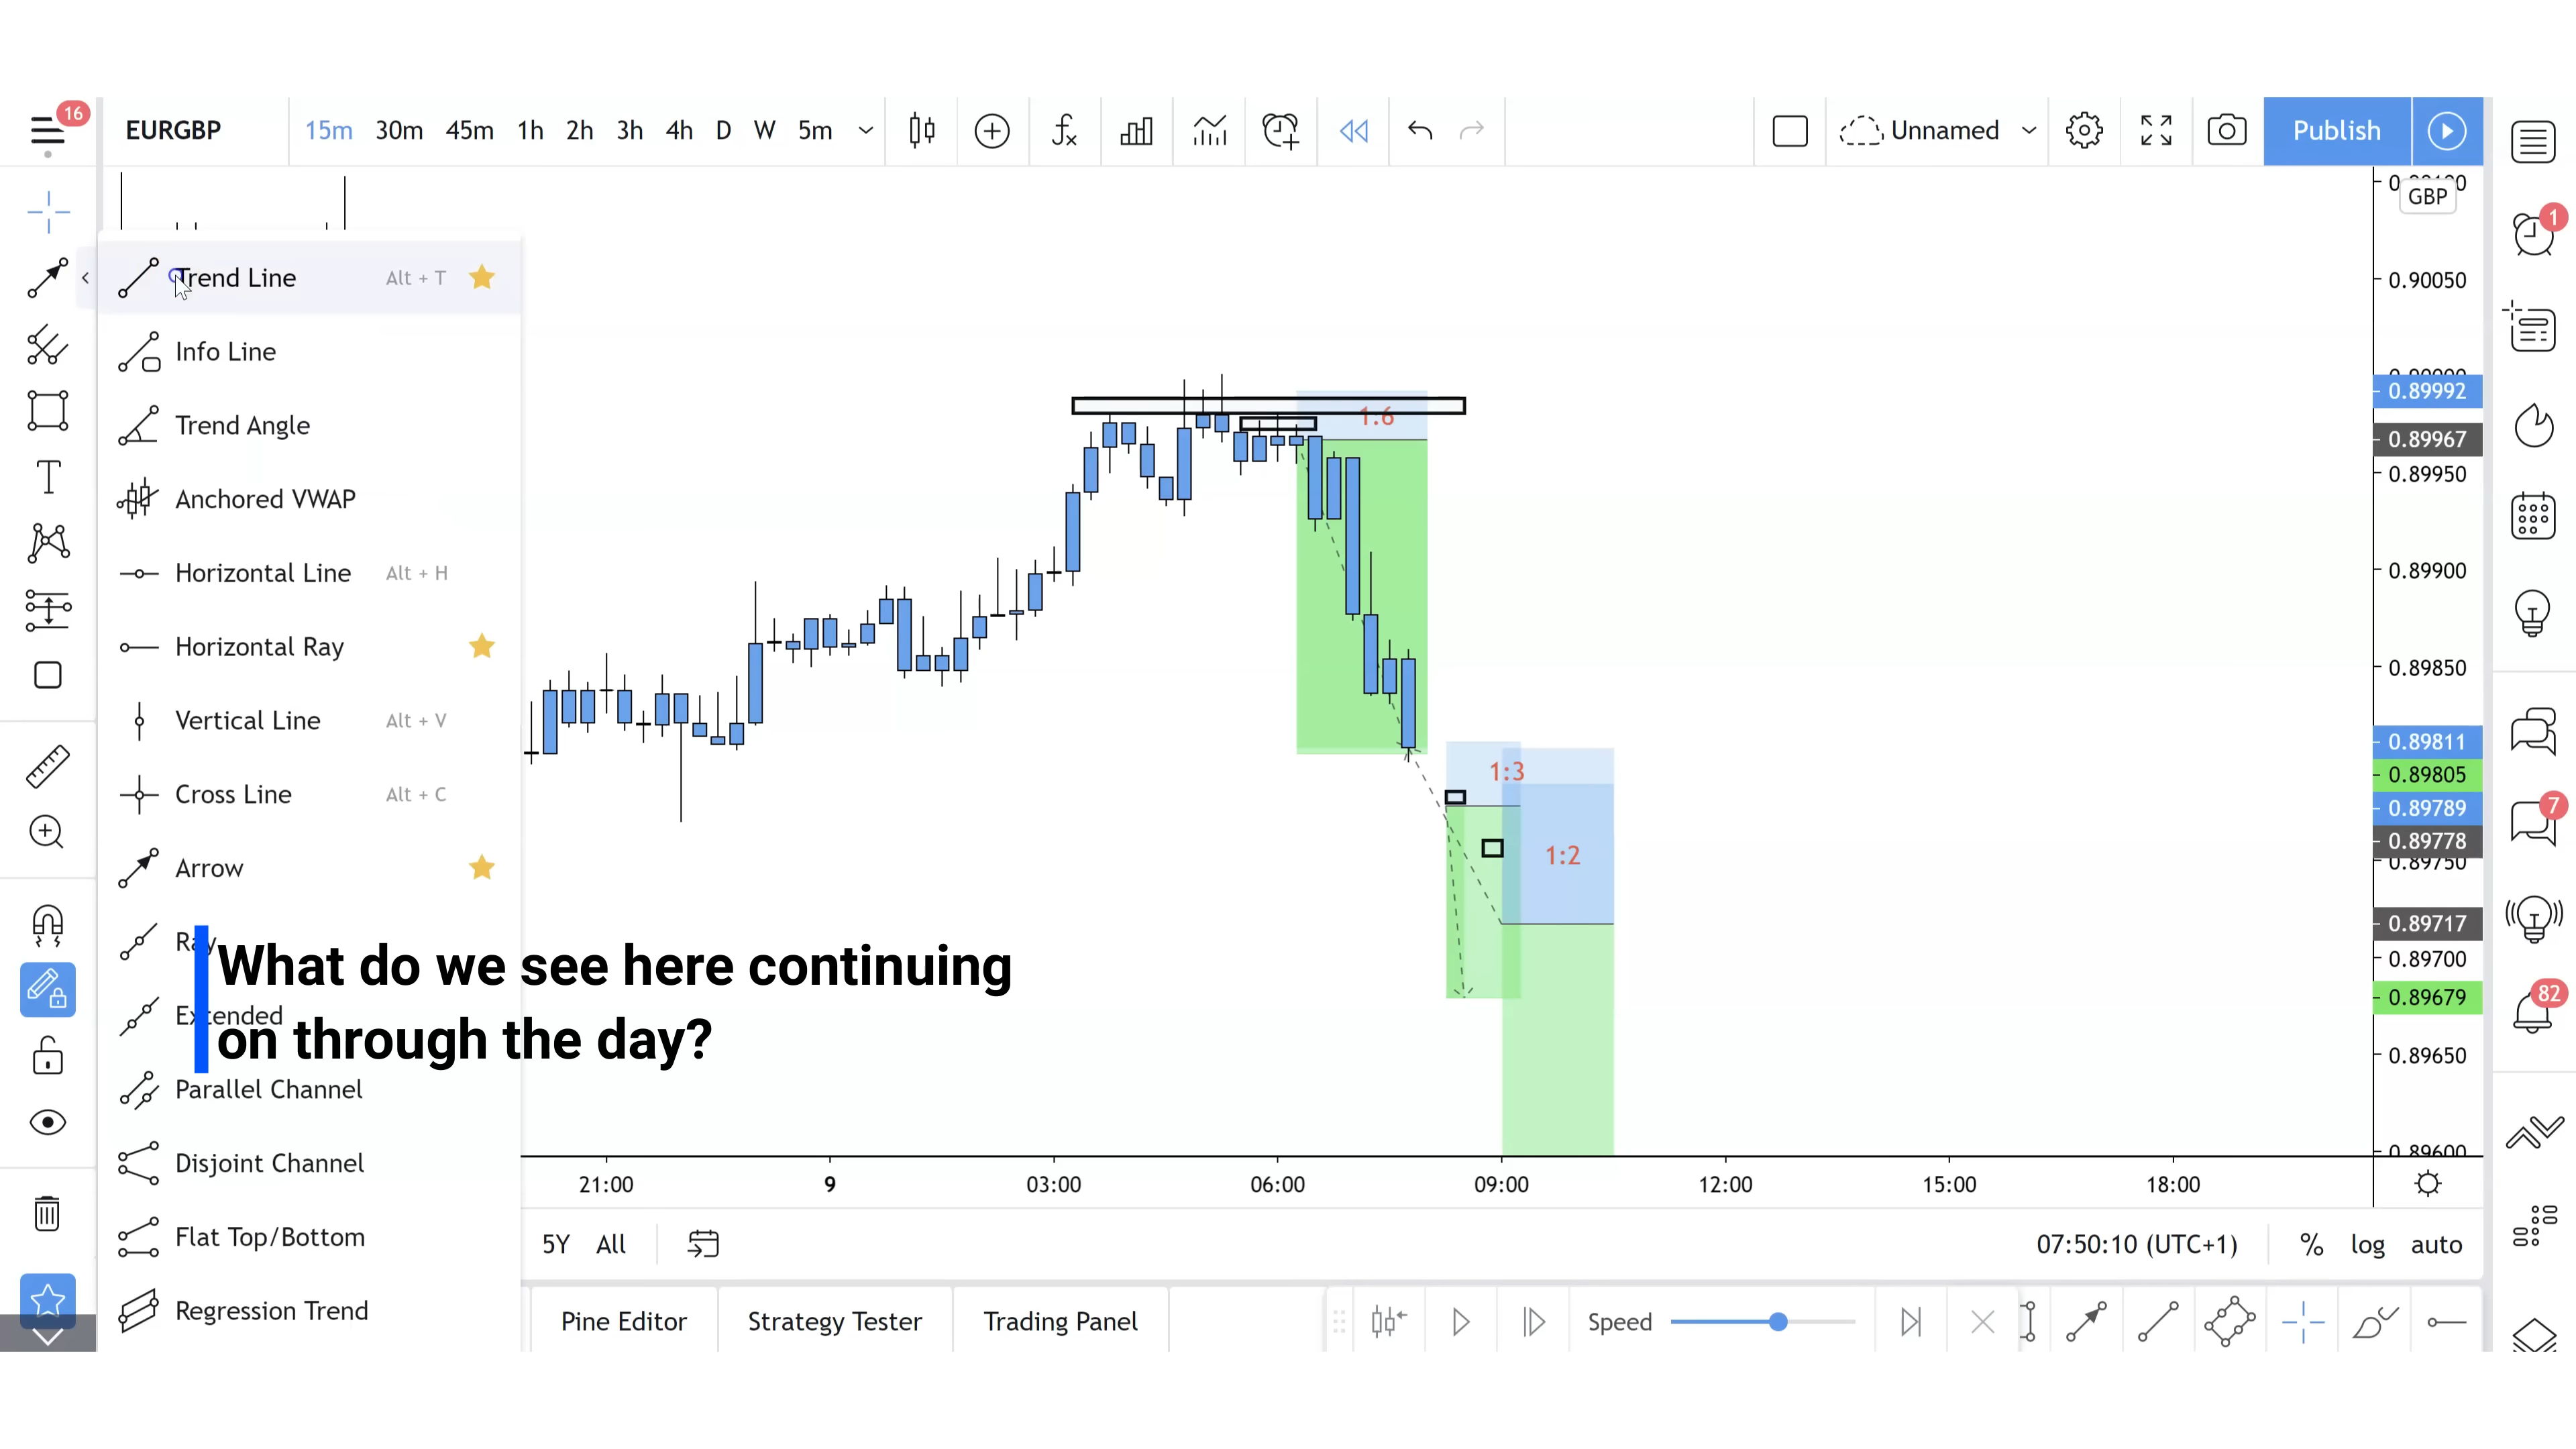 16
EURGBP
15m 30m 45m 1h 2h 3h 4h D W 5m
Unnamed
Publish
GBP
1
Trend Line Alt + T
Info Line
Trend Angle
Anchored VWAP
Horizontal Line Alt + H
Horizontal Ray
Vertical Line Alt + V
Cross Line Alt + C
Arrow
Ray
Extended
Parallel Channel
Disjoint Channel
Flat Top/Bottom
Regression Trend
What do we see here continuing
on through the day?
1:6
1:3
1:2
0.90050
0.89992
0.89967
0.89950
0.89900
0.89850
0.89811
0.89805
0.89789
0.89778
0.89750
0.89717
0.89700
0.89679
0.89650
0.89600
7
82
21:00 9 03:00 06:00 09:00 12:00 15:00 18:00
5Y All
07:50:10 (UTC+1) % log auto
Pine Editor Strategy Tester Trading Panel
Speed